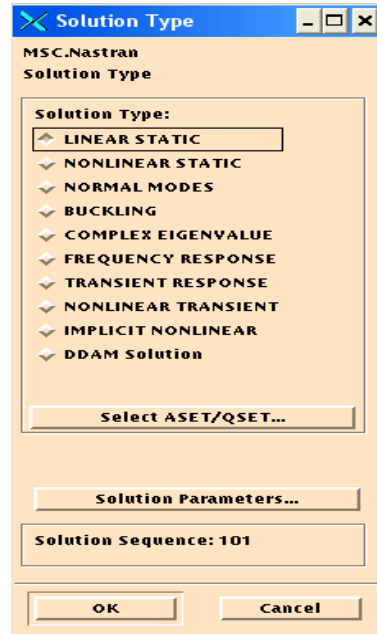 Solution Type
MSC.Nastran
Solution Type
Solution Type:
LINEAR STATIC
NONLINEAR STATIC
NORMAL MODES
BUCKLING
COMPLEX EIGENVALUE
FREQUENCY RESPONSE
TRANSIENT RESPONSE
NONLINEAR TRANSIENT
IMPLICIT NONLINEAR
DDAM Solution
Select ASET/QSET...
Solution Parameters...
Solution Sequence: 101
OK Cancel